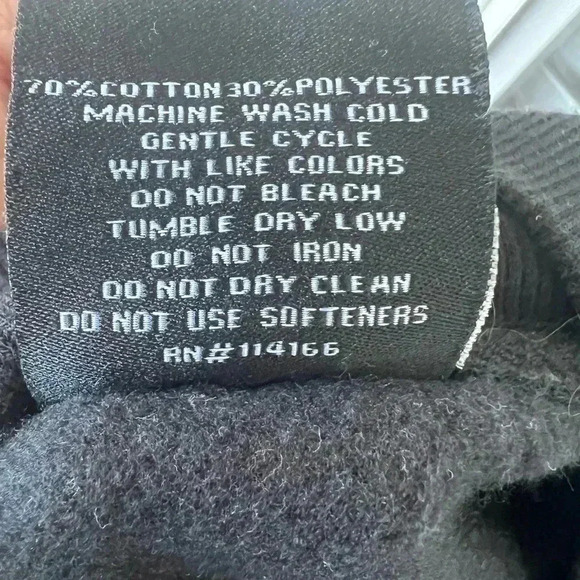 70%COTTON30%POLYESTER
MACHINE WASH COLD
GENTLE CYCLE
WITH LIKE COLORS
DO NOT BLEACH
TUMBLE DRY LOW
DO NOT IRON
DO NOT DRY CLEAN
DO NOT USE SOFTENERS
RN#114166